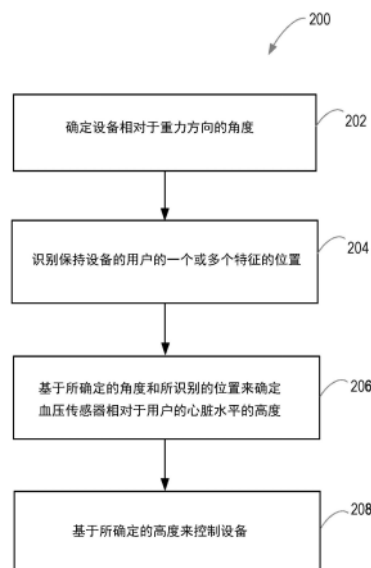 200
确定设备相对于重力方向的角度
202
识别保持设备的用户的一个或多个特征的位置
204
基于所确定的角度和所识别的位置来确定
血压传感器相对于用户的心脏水平的高度
206
基于所确定的高度来控制设备
208